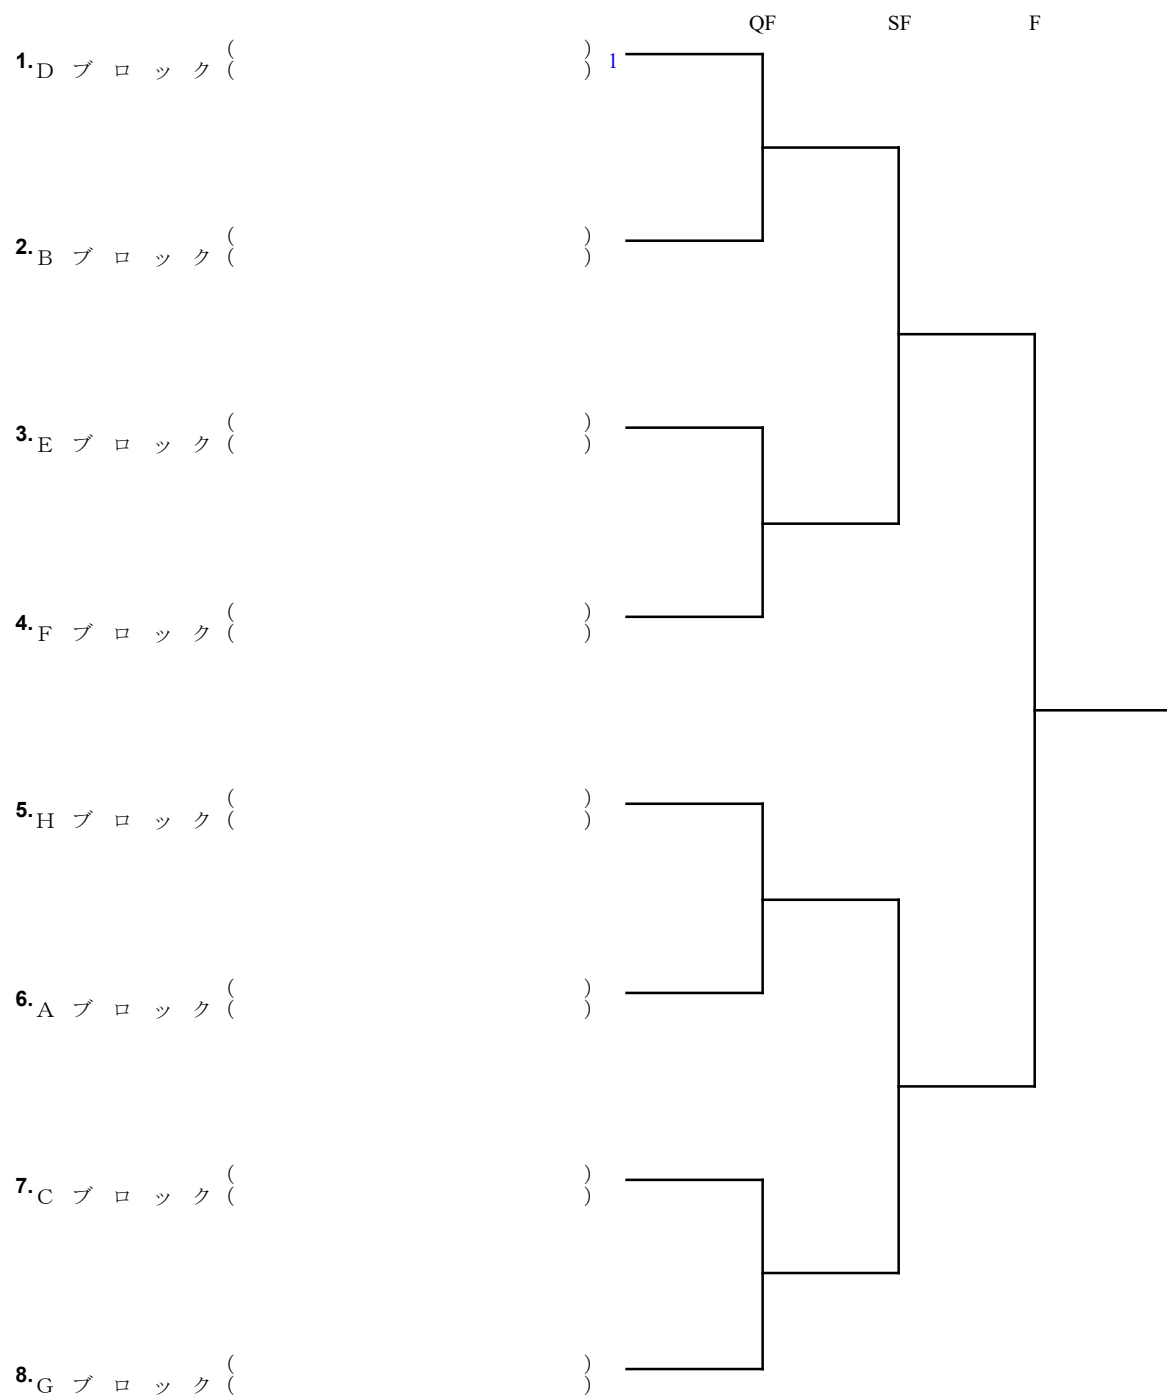 QF SF F
( )
1. D ブロック ( ) 1
( )
2. B ブロック ( )
( )
3. E ブロック ( )
( )
4. F ブロック ( )
( )
5. H ブロック ( )
( )
6. A ブロック ( )
( )
7. C ブロック ( )
( )
8. G ブロック ( )